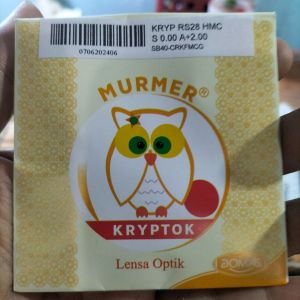 KRYP RS28 HMC
S 0.00 A+2.00
SB40-CRKFMCG
0706202406
MURMER®
KRYPTOK
Lensa Optik